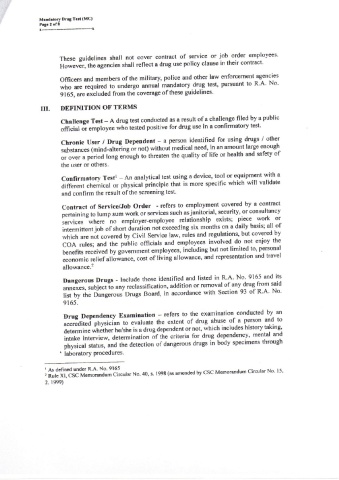 Mandatory Drug Test (MC)
Page 2 of 6
These guidelines shall not cover contract of service or job order employees.
However, the agencies shall reflect a drug use policy clause in their contract.
Officers and members of the military, police and other law enforcement agencies
who are required to undergo annual mandatory drug test, pursuant to R.A. No.
9165, are excluded from the coverage of these guidelines.
III. DEFINITION OF TERMS
Challenge Test – A drug test conducted as a result of a challenge filed by a public
official or employee who tested positive for drug use in a confirmatory test.
Chronic User / Drug Dependent – a person identified for using drugs / other
substances (mind-altering or not) without medical need, in an amount large enough
or over a period long enough to threaten the quality of life or health and safety of
the user or others.
Confirmatory Test¹ – An analytical test using a device, tool or equipment with a
different chemical or physical principle that is more specific which will validate
and confirm the result of the screening test.
Contract of Service/Job Order - refers to employment covered by a contract
pertaining to lump sum work or services such as janitorial, security, or consultancy
services where no employer-employee relationship exists; piece work or
intermittent job of short duration not exceeding six months on a daily basis; all of
which are not covered by Civil Service law, rules and regulations, but covered by
COA rules; and the public officials and employees involved do not enjoy the
benefits received by government employees, including but not limited to, personal
economic relief allowance, cost of living allowance, and representation and travel
allowance.²
Dangerous Drugs - Include those identified and listed in R.A. No. 9165 and its
annexes, subject to any reclassification, addition or removal of any drug from said
list by the Dangerous Drugs Board, in accordance with Section 93 of R.A. No.
9165.
Drug Dependency Examination – refers to the examination conducted by an
accredited physician to evaluate the extent of drug abuse of a person and to
determine whether he/she is a drug dependent or not, which includes history taking,
intake interview, determination of the criteria for drug dependency, mental and
physical status, and the detection of dangerous drugs in body specimens through
laboratory procedures.
¹ As defined under R.A. No. 9165
² Rule XI, CSC Memorandum Circular No. 40, s. 1998 (as amended by CSC Memorandum Circular No. 15,
s. 1999)